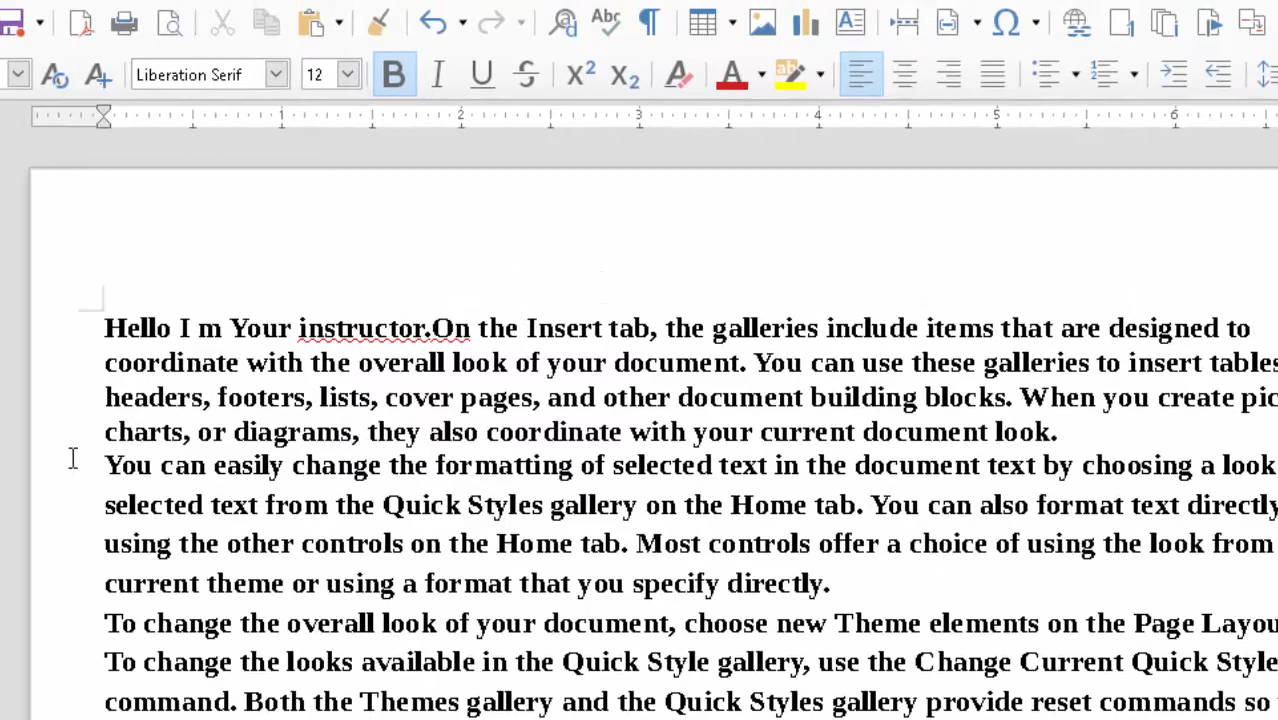 Liberation Serif
12
2 3 4 5 6
Hello I m Your instructor.On the Insert tab, the galleries include items that are designed to
coordinate with the overall look of your document. You can use these galleries to insert tables
headers, footers, lists, cover pages, and other document building blocks. When you create pic
charts, or diagrams, they also coordinate with your current document look.
You can easily change the formatting of selected text in the document text by choosing a look
selected text from the Quick Styles gallery on the Home tab. You can also format text directly
using the other controls on the Home tab. Most controls offer a choice of using the look from
current theme or using a format that you specify directly.
To change the overall look of your document, choose new Theme elements on the Page Layou
To change the looks available in the Quick Style gallery, use the Change Current Quick Style
command. Both the Themes gallery and the Quick Styles gallery provide reset commands so